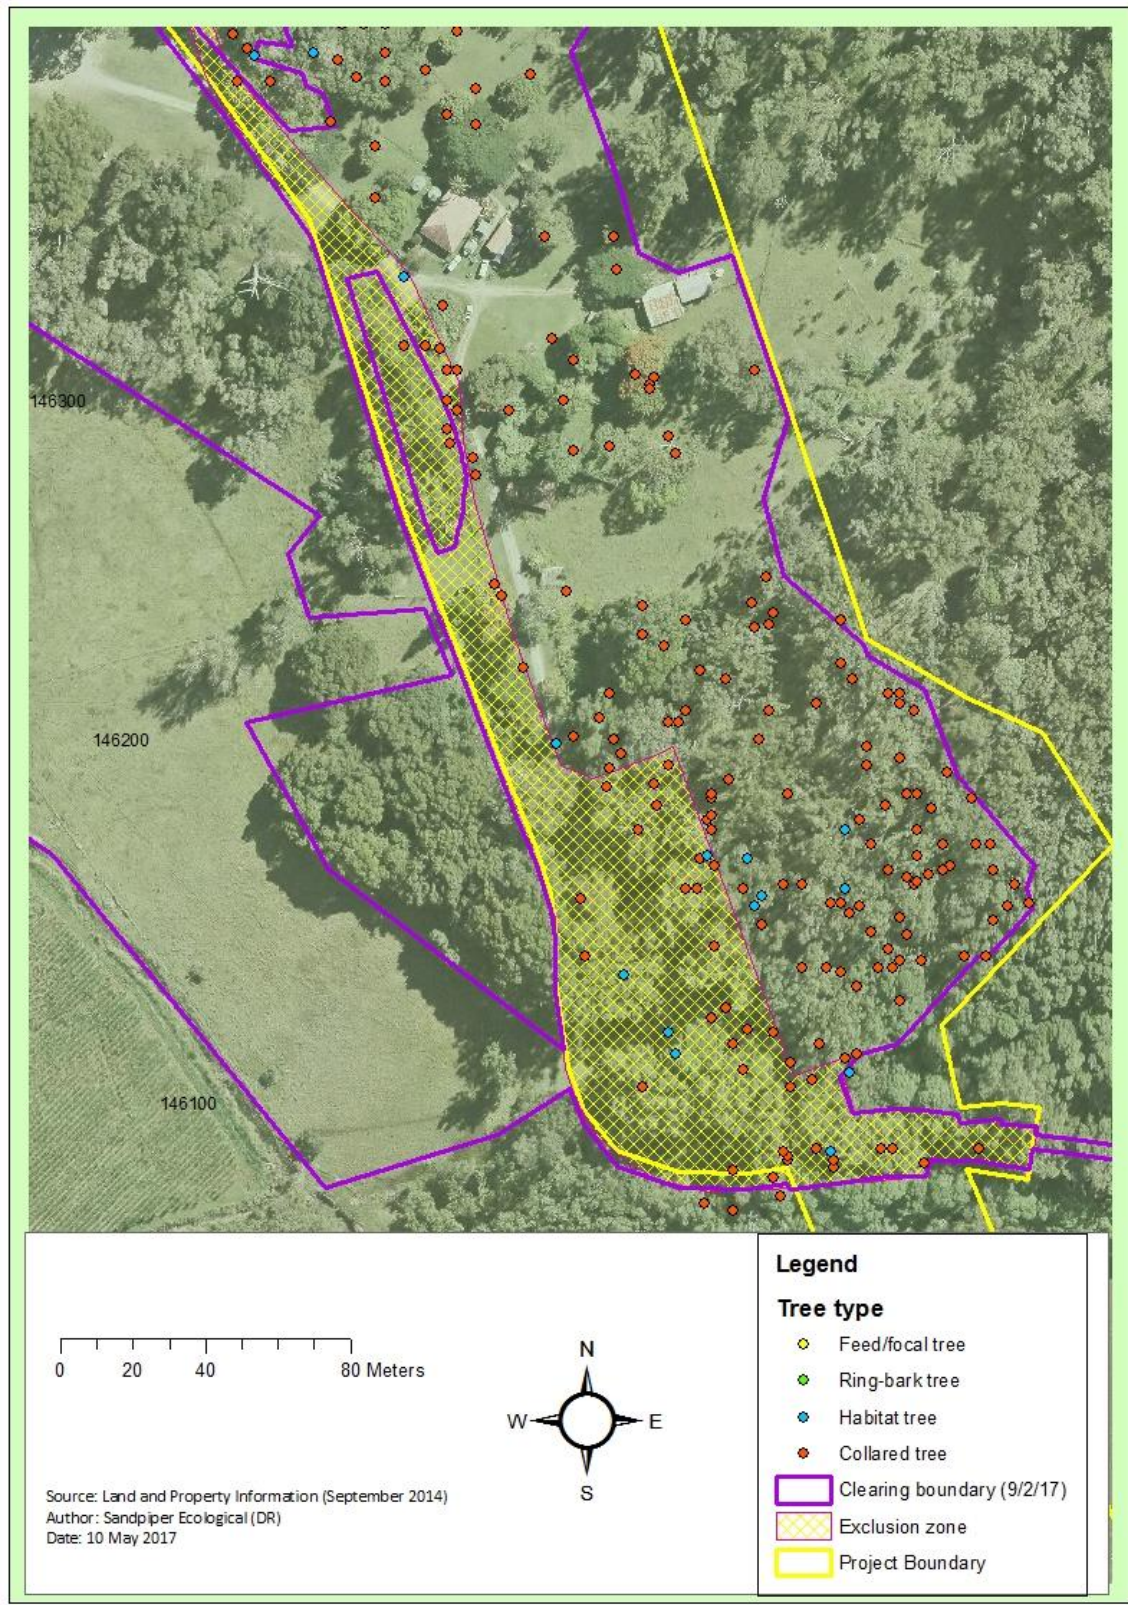 146300
146200
146100
0 20 40 80 Meters
N
W E
S
Source: Land and Property Information (September 2014)
Author: Sandpiper Ecological (DR)
Date: 10 May 2017
Legend
Tree type
Feed/focal tree
Ring-bark tree
Habitat tree
Collared tree
Clearing boundary (9/2/17)
Exclusion zone
Project Boundary